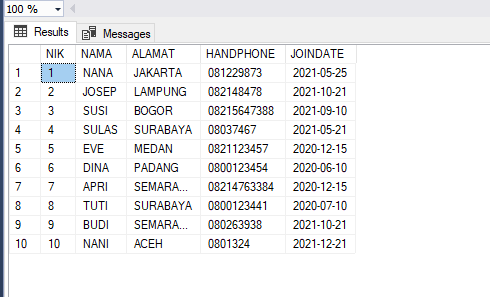 100 %
Results Messages
NIK NAMA ALAMAT HANDPHONE JOINDATE
1 1 NANA JAKARTA 081229873 2021-05-25
2 2 JOSEP LAMPUNG 082148478 2021-10-21
3 3 SUSI BOGOR 08215647388 2021-09-10
4 4 SULAS SURABAYA 08037467 2021-05-21
5 5 EVE MEDAN 0821123457 2020-12-15
6 6 DINA PADANG 0800123454 2020-06-10
7 7 APRI SEMARA... 08214763384 2020-12-15
8 8 TUTI SURABAYA 0800123441 2020-07-10
9 9 BUDI SEMARA... 080263938 2021-10-21
10 10 NANI ACEH 0801324 2021-12-21